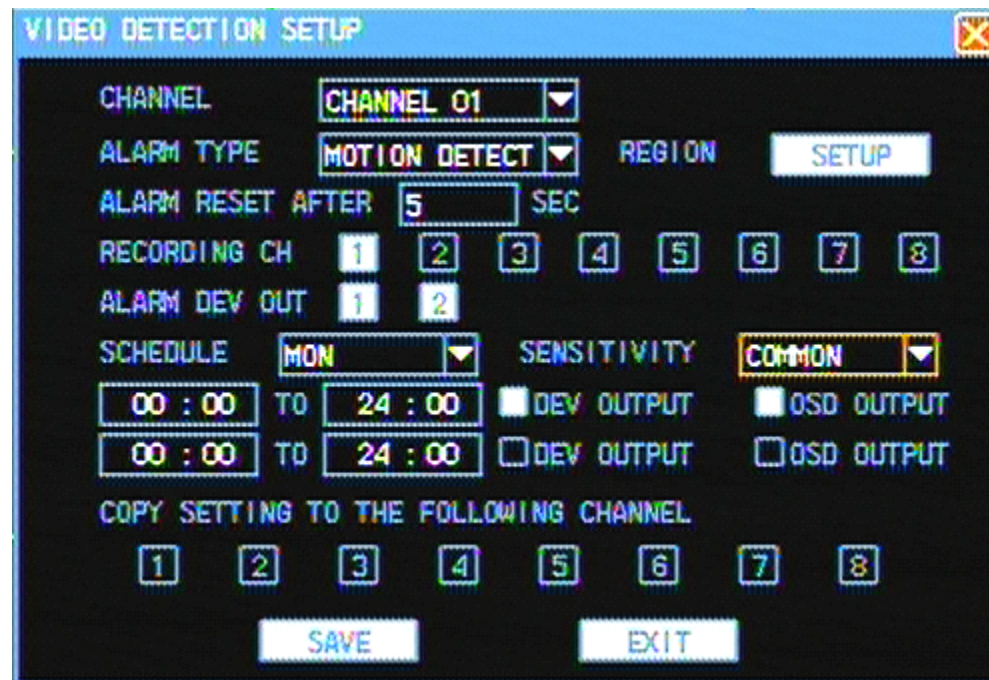 VIDEO DETECTION SETUP
CHANNEL CHANNEL 01
ALARM TYPE MOTION DETECT REGION SETUP
ALARM RESET AFTER 5 SEC
RECORDING CH 1 2 3 4 5 6 7 8
ALARM DEV OUT 1 2
SCHEDULE MON SENSITIVITY COMMON
00 : 00 TO 24 : 00 DEV OUTPUT OSD OUTPUT
00 : 00 TO 24 : 00 DEV OUTPUT OSD OUTPUT
COPY SETTING TO THE FOLLOWING CHANNEL
1 2 3 4 5 6 7 8
SAVE EXIT